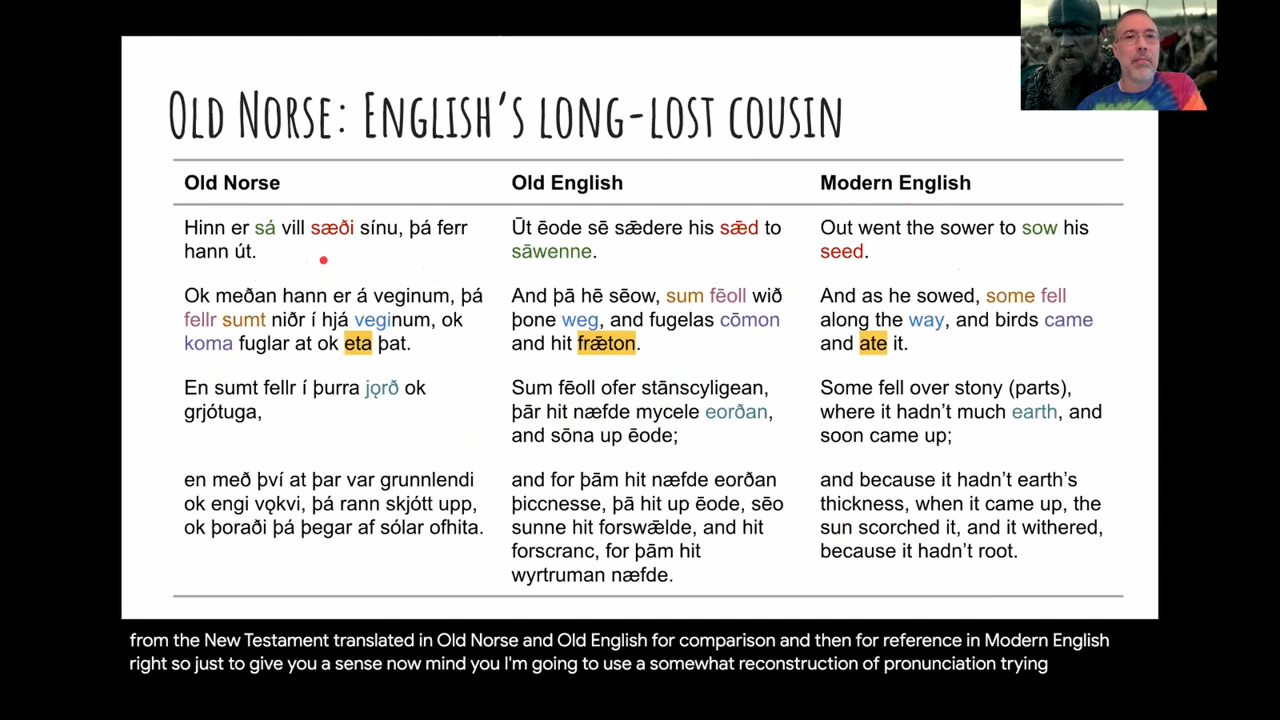 OLD NORSE: ENGLISH'S LONG-LOST COUSIN
Old Norse
Hinn er sá vill sæði sínu, þá ferr
hann út.
Ok meðan hann er á veginum, þá
fellr sumt niðr í hjá veginum, ok
koma fuglar at ok eta þat.
En sumt fellr í þurra jǫrð ok
grjótuga,
en með því at þar var grunnlendi
ok engi vǫkvi, þá rann skjótt upp,
ok þoraði þá þegar af sólar ofhita.
Old English
Ūt ēode sē sǣdere his sǣd to
sāwenne.
And þā hē sēow, sum fēoll wið
þone weg, and fugelas cōmon
and hit frǣton.
Sum fēoll ofer stānscyligean,
þār hit næfde mycele eorðan,
and sōna up ēode;
and for þām hit næfde eorðan
þiccnesse, þā hit up ēode, sēo
sunne hit forswǣlde, and hit
forscranc, for þām hit
wyrtruman næfde.
Modern English
Out went the sower to sow his
seed.
And as he sowed, some fell
along the way, and birds came
and ate it.
Some fell over stony (parts),
where it hadn't much earth, and
soon came up;
and because it hadn't earth's
thickness, when it came up, the
sun scorched it, and it withered,
because it hadn't root.
from the New Testament translated in Old Norse and Old English for comparison and then for reference in Modern English
right so just to give you a sense now mind you I'm going to use a somewhat reconstruction of pronunciation trying